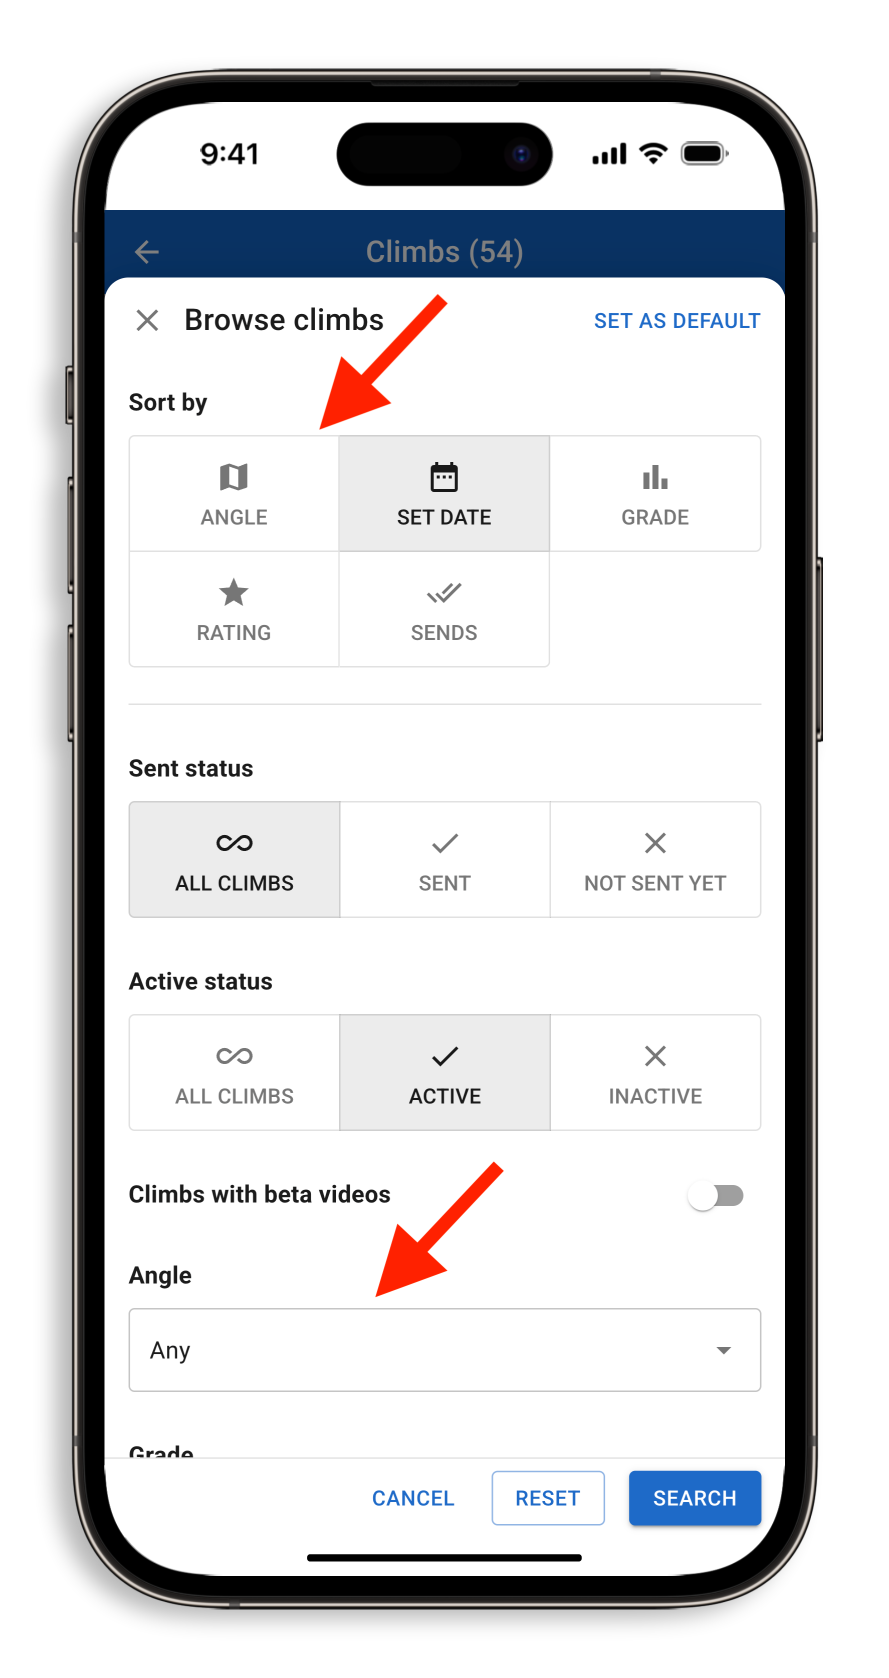 9:41
Climbs (54)
Browse climbs
SET AS DEFAULT
Sort by
ANGLE
SET DATE
GRADE
RATING
SENDS
Sent status
ALL CLIMBS
SENT
NOT SENT YET
Active status
ALL CLIMBS
ACTIVE
INACTIVE
Climbs with beta videos
Angle
Any
Grade
CANCEL
RESET
SEARCH